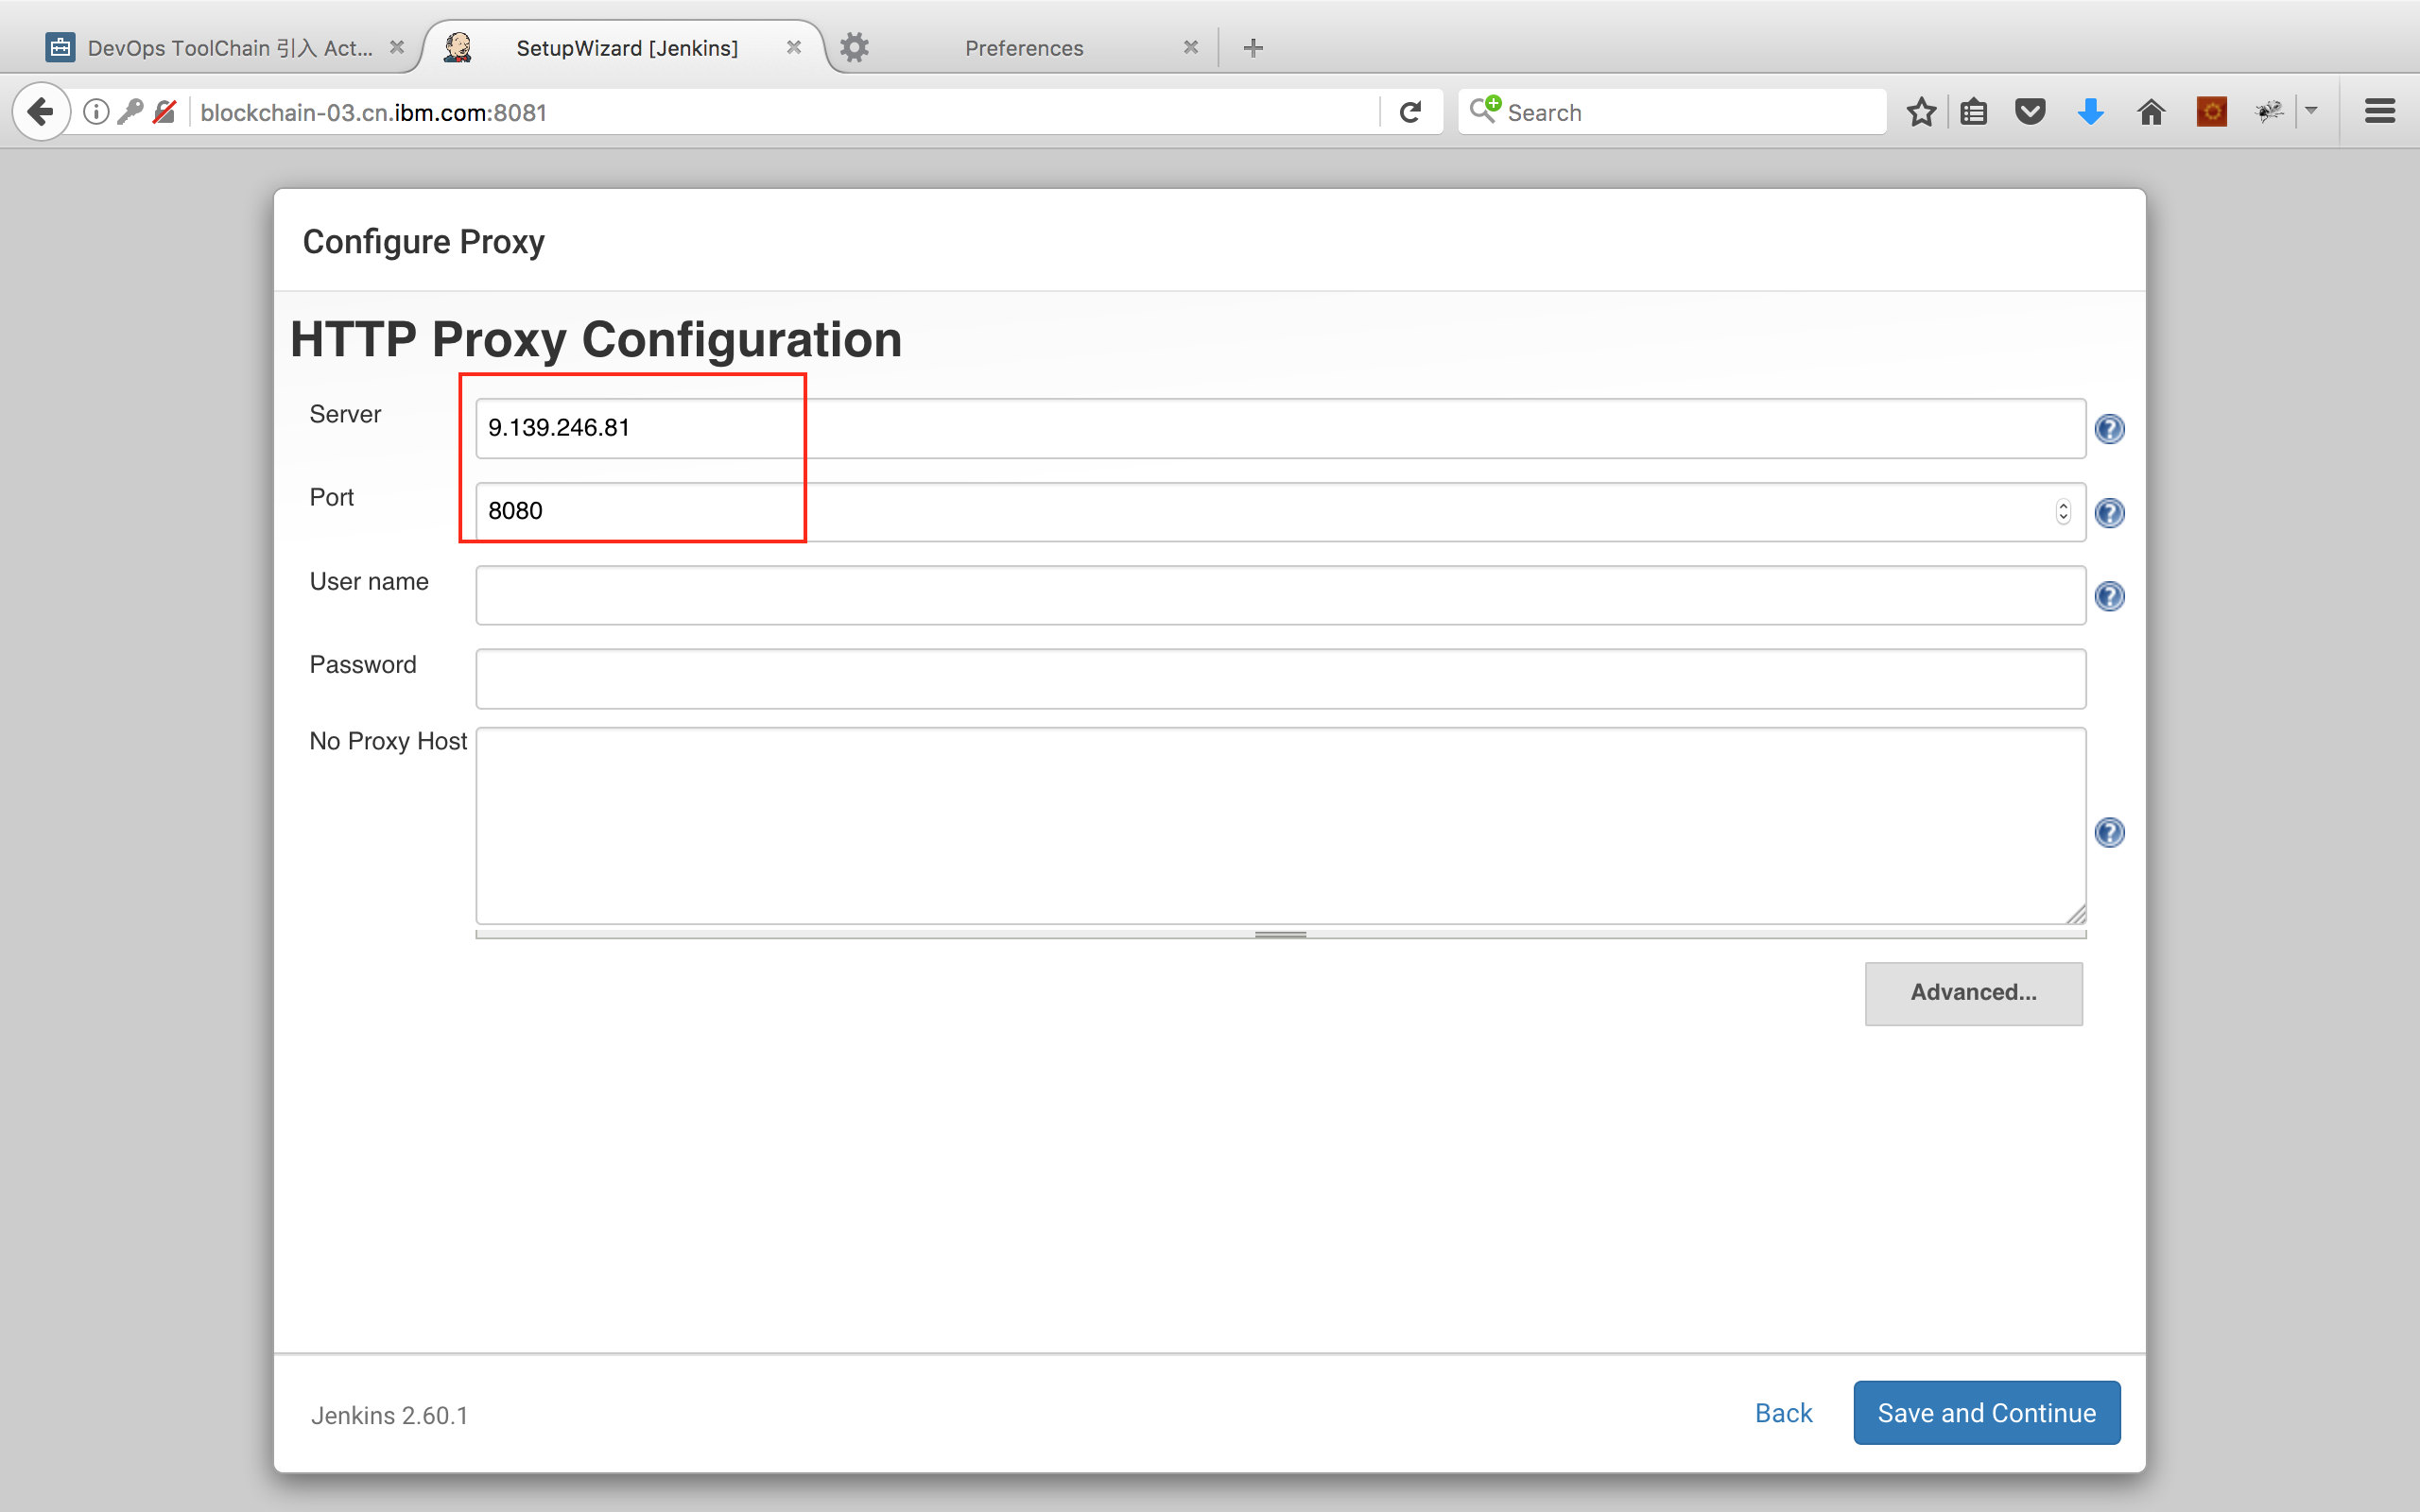 DevOps ToolChain 引入 Act...
SetupWizard [Jenkins]
Preferences
blockchain-03.cn.ibm.com:8081
Search
Configure Proxy
HTTP Proxy Configuration
Server
9.139.246.81
Port
8080
User name
Password
No Proxy Host
Advanced...
Jenkins 2.60.1
Back
Save and Continue